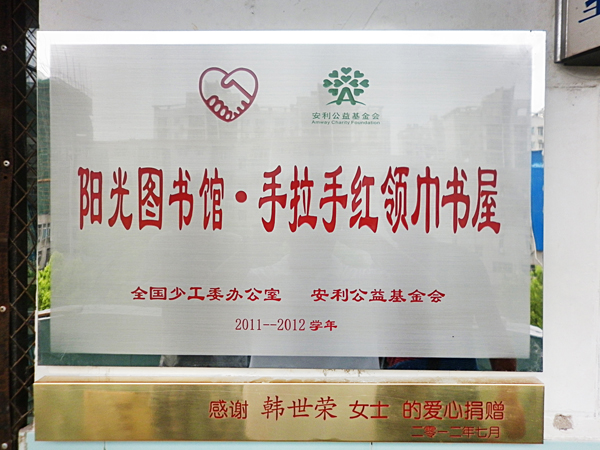 安利公益基金会
Amway Charity Foundation
阳光图书馆·手拉手红领巾书屋
全国少工委办公室 安利公益基金会
2011--2012 学年
感谢 韩世荣 女士 的爱心捐赠
二零一二年七月